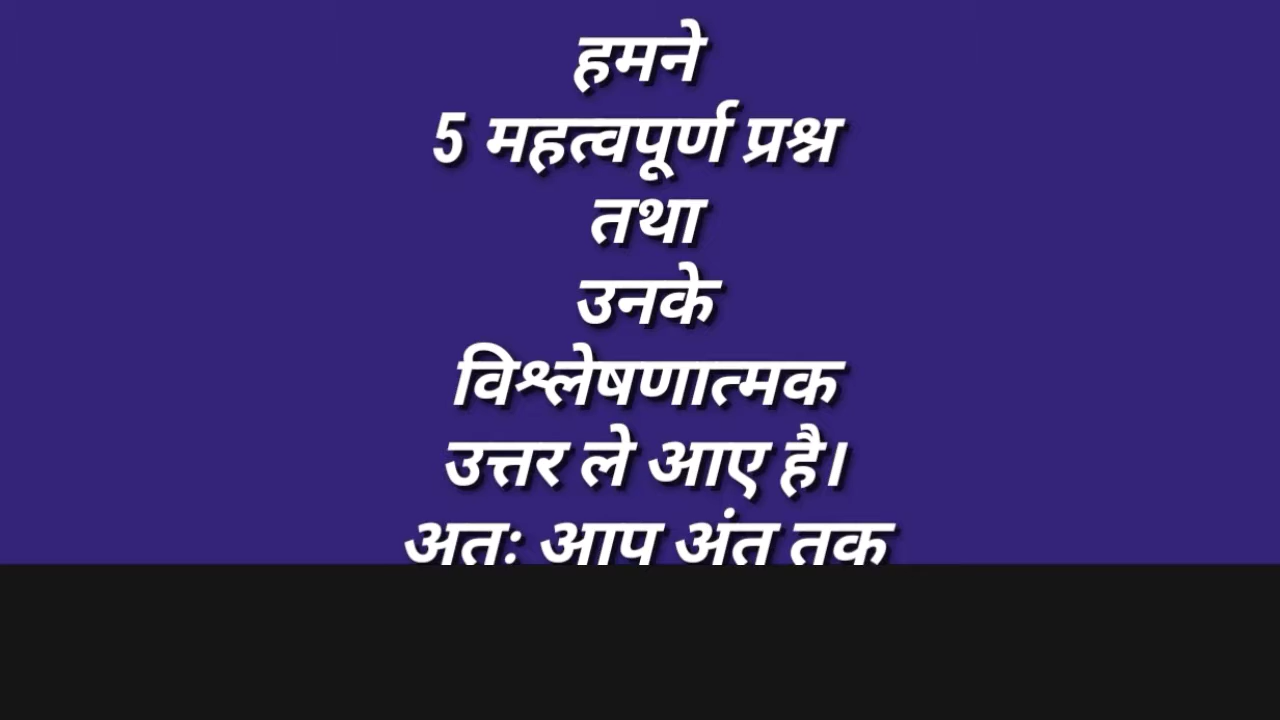 हमने
5 महत्वपूर्ण प्रश्न
तथा
उनके
विश्लेषणात्मक
उत्तर ले आए है।
अतः आप अंत तक